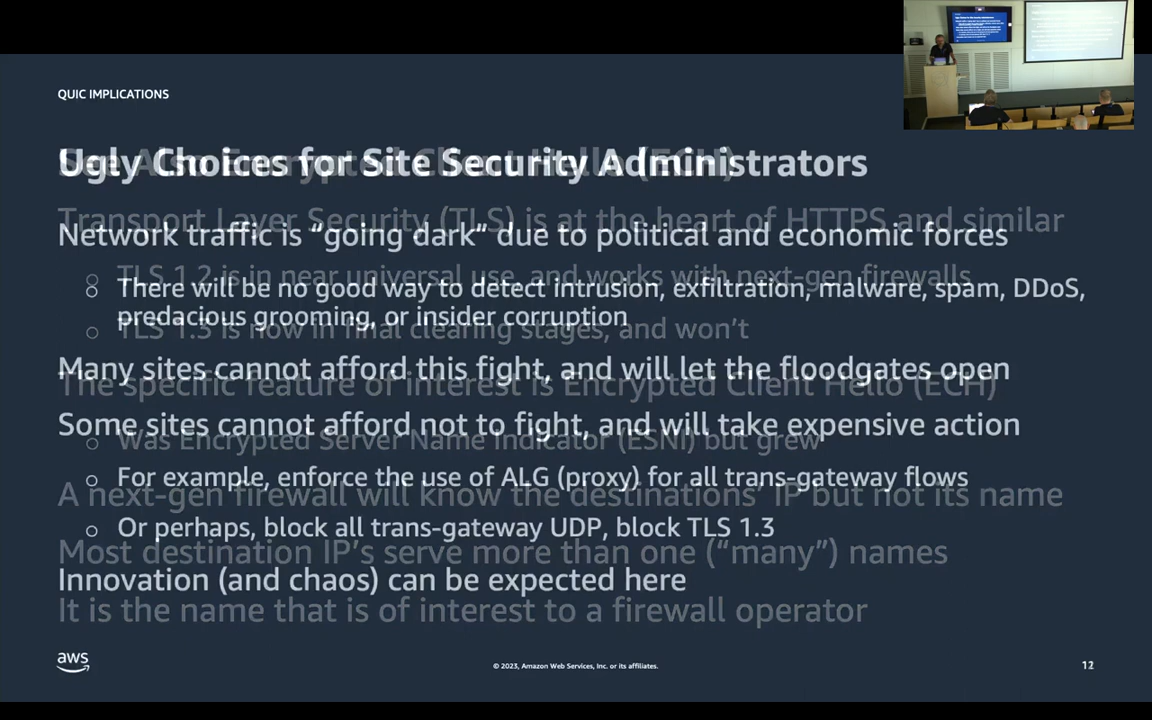 QUIC IMPLICATIONS
Ugly Choices for Site Security Administrators
See Also Encrypted Client Hello (ECH)
Transport Layer Security (TLS) is at the heart of HTTPS and similar
Network traffic is “going dark“ due to political and economic forces
○ TLS 1.2 is in near universal use, and works with next-gen firewalls
○ There will be no good way to detect intrusion, exfiltration, malware, spam, DDoS,
predacious grooming, or insider corruption
○ TLS 1.3 is now in final clearing stages, and won’t
Many sites cannot afford this fight, and will let the floodgates open
The specific feature of interest is Encrypted Client Hello (ECH)
Some sites cannot afford not to fight, and will take expensive action
○ Was Encrypted Server Name Indicator (ESNI) but grew
○ For example, enforce the use of ALG (proxy) for all trans-gateway flows
A next-gen firewall will know the destinations’ IP but not its name
○ Or perhaps, block all trans-gateway UDP, block TLS 1.3
Most destination IP’s serve more than one (“many”) names
Innovation (and chaos) can be expected here
It is the name that is of interest to a firewall operator
aws
© 2023, Amazon Web Services, Inc. or its affiliates.
12